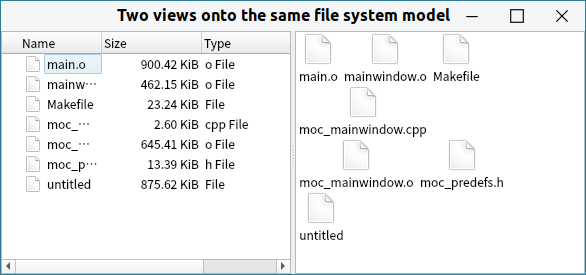 Two views onto the same file system model
Name Size Type
main.o 900.42 KiB o File
mainw··· 462.15 KiB o File
Makefile 23.24 KiB File
moc_··· 2.60 KiB cpp File
moc_··· 645.41 KiB o File
moc_p··· 13.39 KiB h File
untitled 875.62 KiB File
main.o mainwindow.o Makefile
moc_mainwindow.cpp
moc_mainwindow.o moc_predefs.h
untitled